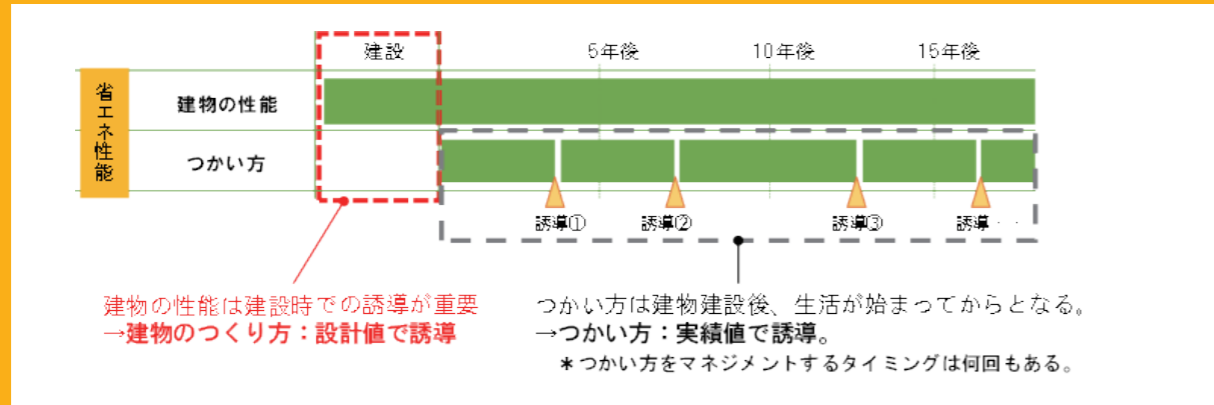 建設 5年後 10年後 15年後
省エネ性能
建物の性能
つかい方
誘導① 誘導② 誘導③ 誘導‥
建物の性能は建設時での誘導が重要
→建物のつくり方:設計値で誘導
つかい方は建物建設後、生活が始まってからとなる。
→つかい方:実績値で誘導。
*つかい方をマネジメントするタイミングは何回もある。